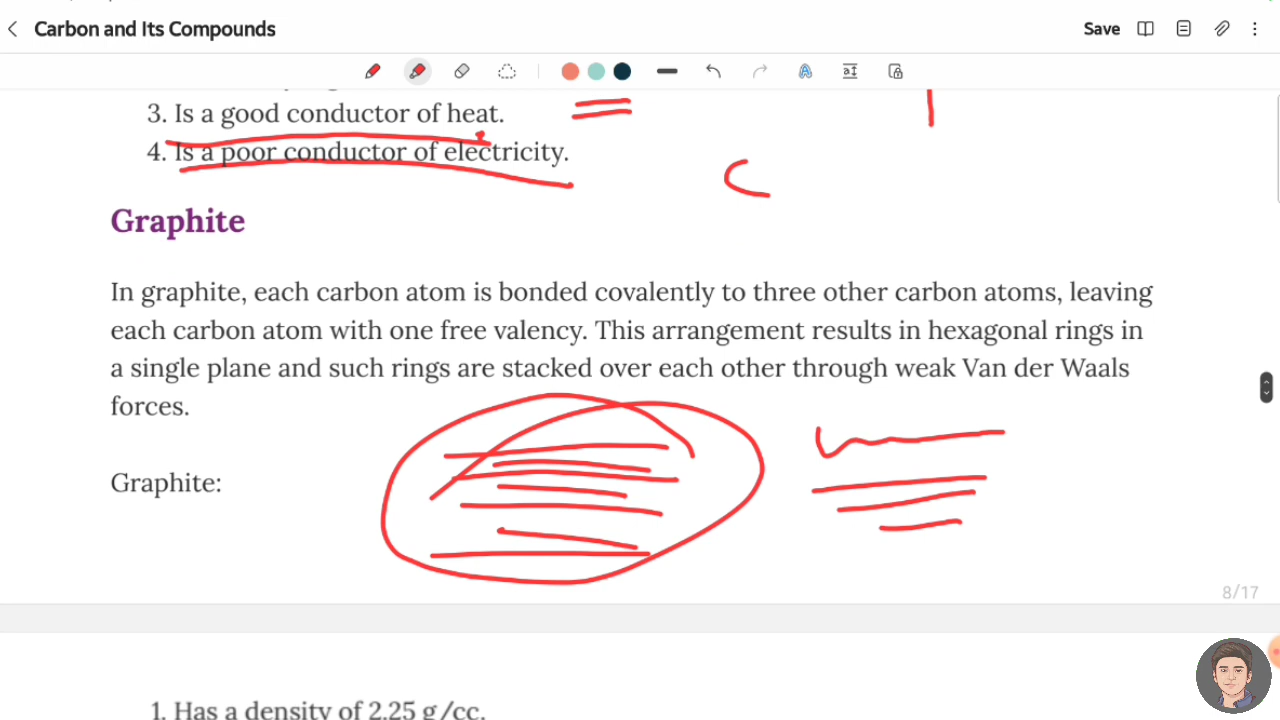 Carbon and Its Compounds
Save
3. Is a good conductor of heat.
4. Is a poor conductor of electricity.
Graphite
In graphite, each carbon atom is bonded covalently to three other carbon atoms, leaving
each carbon atom with one free valency. This arrangement results in hexagonal rings in
a single plane and such rings are stacked over each other through weak Van der Waals
forces.
Graphite:
8/17
1. Has a density of 2.25 g/cc.